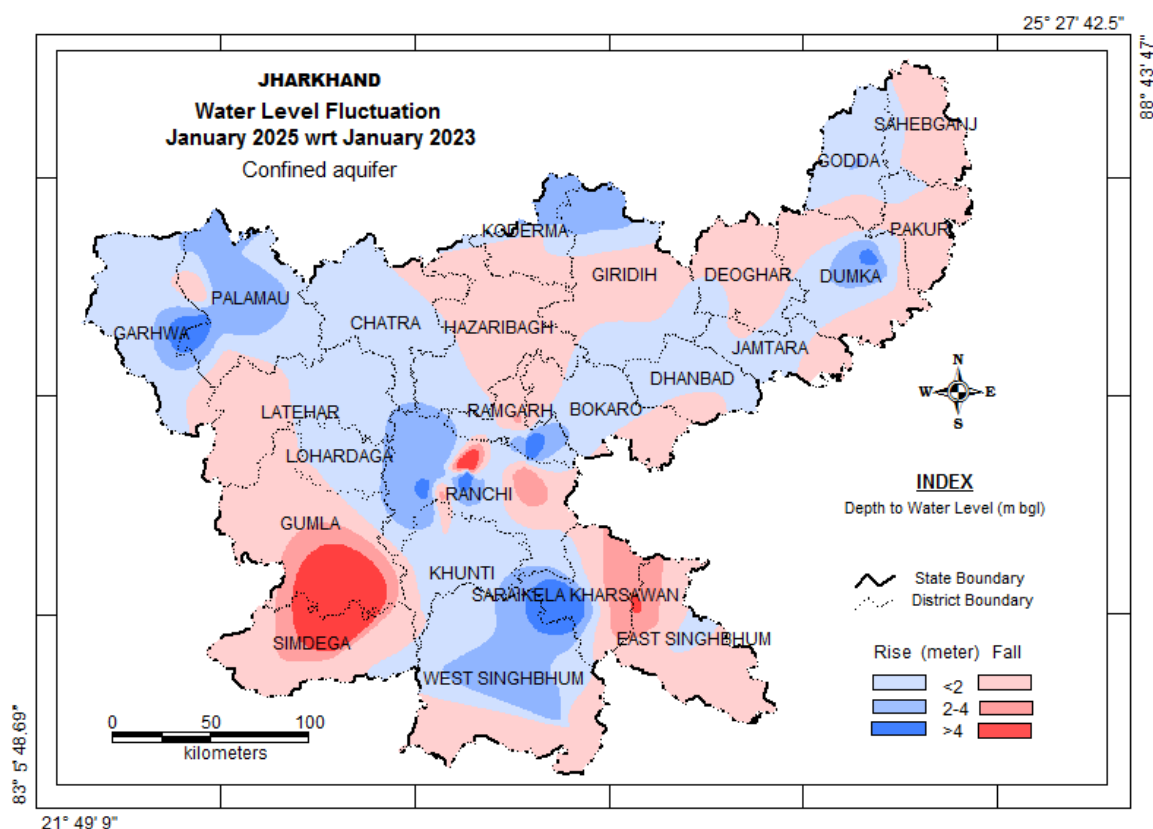 25° 27' 42.5"
88° 43' 47"
JHARKHAND
Water Level Fluctuation
January 2025 wrt January 2023
Confined aquifer
SAHEBGANJ
GODDA
KODERMA
PAKUR
GIRIDIH
DEOGHAR
DUMKA
PALAMAU
GARHWA
CHATRA
HAZARIBAGH
JAMTARA
DHANBAD
LATEHAR
RAMGARH
BOKARO
LOHARDAGA
RANCHI
GUMLA
KHUNTI
SARAIKELA KHARSAWAN
SIMDEGA
EAST SINGHBHUM
WEST SINGHBHUM
N
W E
S
INDEX
Depth to Water Level (m bgl)
State Boundary
District Boundary
Rise (meter) Fall
<2
2-4
>4
0 50 100
kilometers
83° 5' 48.69"
21° 49' 9"